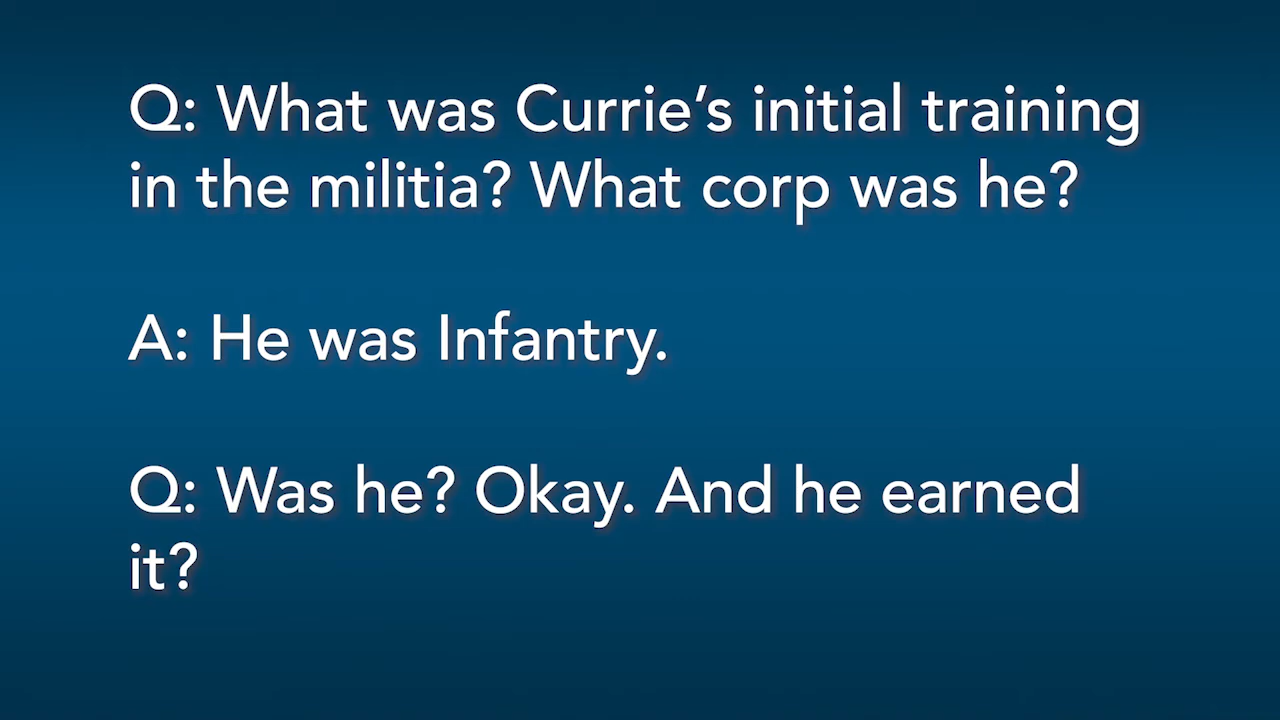 Q: What was Currie’s initial training
in the militia? What corp was he?
A: He was Infantry.
Q: Was he? Okay. And he earned
it?